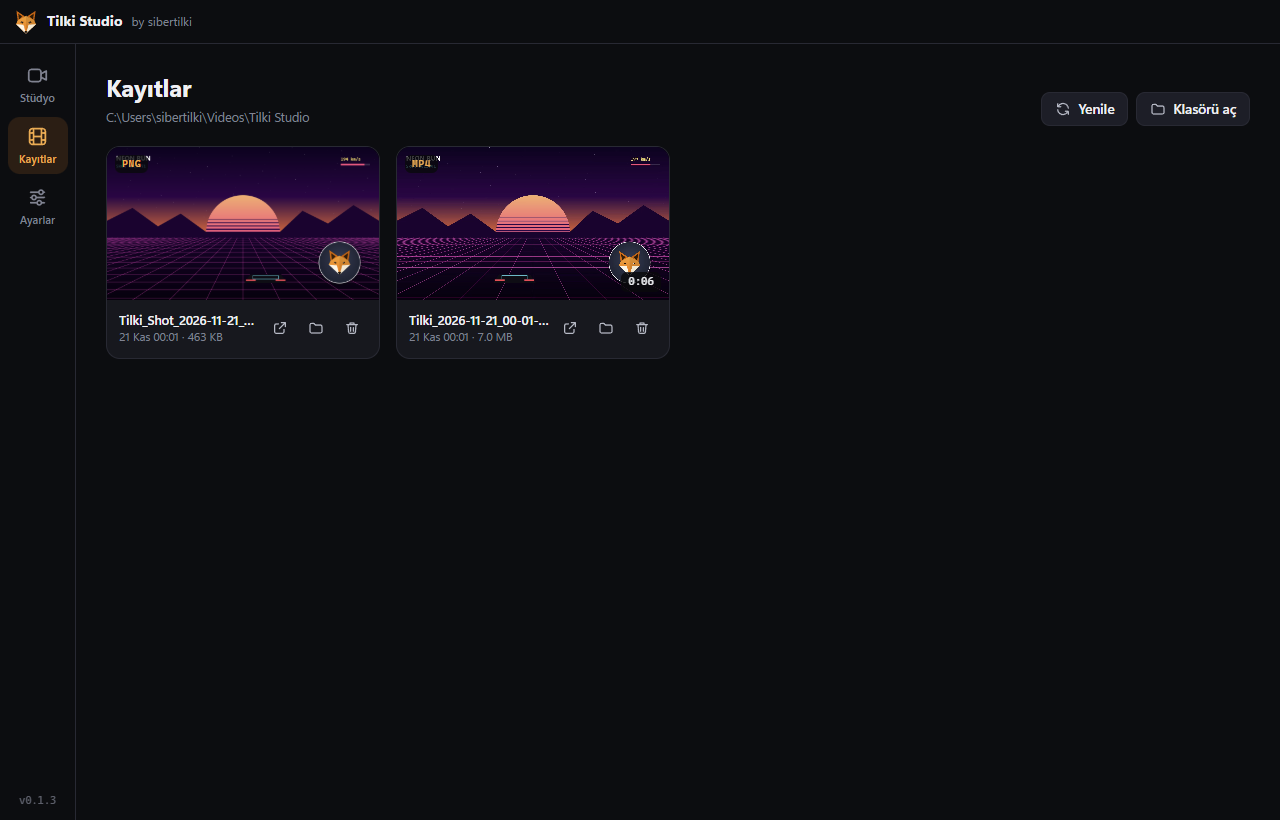 Tilki Studio by sibertilki
Stüdyo
Kayıtlar
Ayarlar
v0.1.3
Kayıtlar
C:\Users\sibertilki\Videos\Tilki Studio
Yenile
Klasörü aç
PNG
Tilki_Shot_2026-11-21_...
21 Kas 00:01 · 463 KB
MP4
0:06
Tilki_2026-11-21_00-01-...
21 Kas 00:01 · 7.0 MB